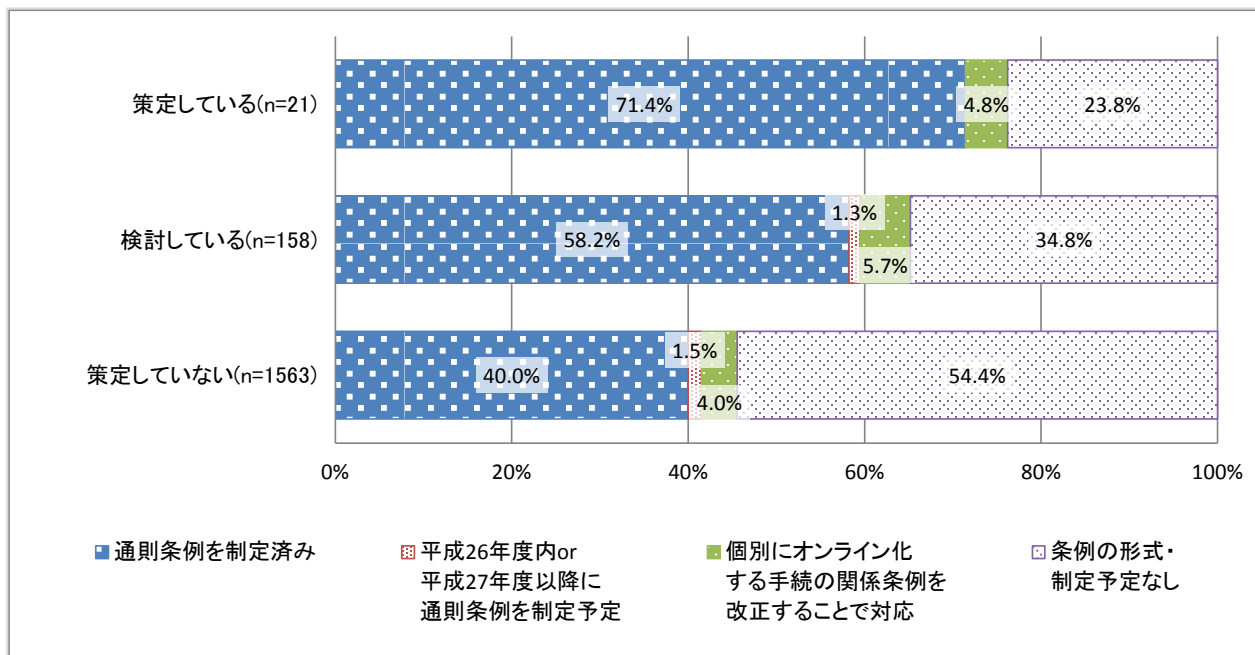 策定している(n=21)
71.4%
4.8%
23.8%
検討している(n=158)
58.2%
1.3%
5.7%
34.8%
策定していない(n=1563)
40.0%
1.5%
4.0%
54.4%
0%
20%
40%
60%
80%
100%
通則条例を制定済み
平成26年度内or
平成27年度以降に
通則条例を制定予定
個別にオンライン化
する手続の関係条例を
改正することで対応
条例の形式・
制定予定なし